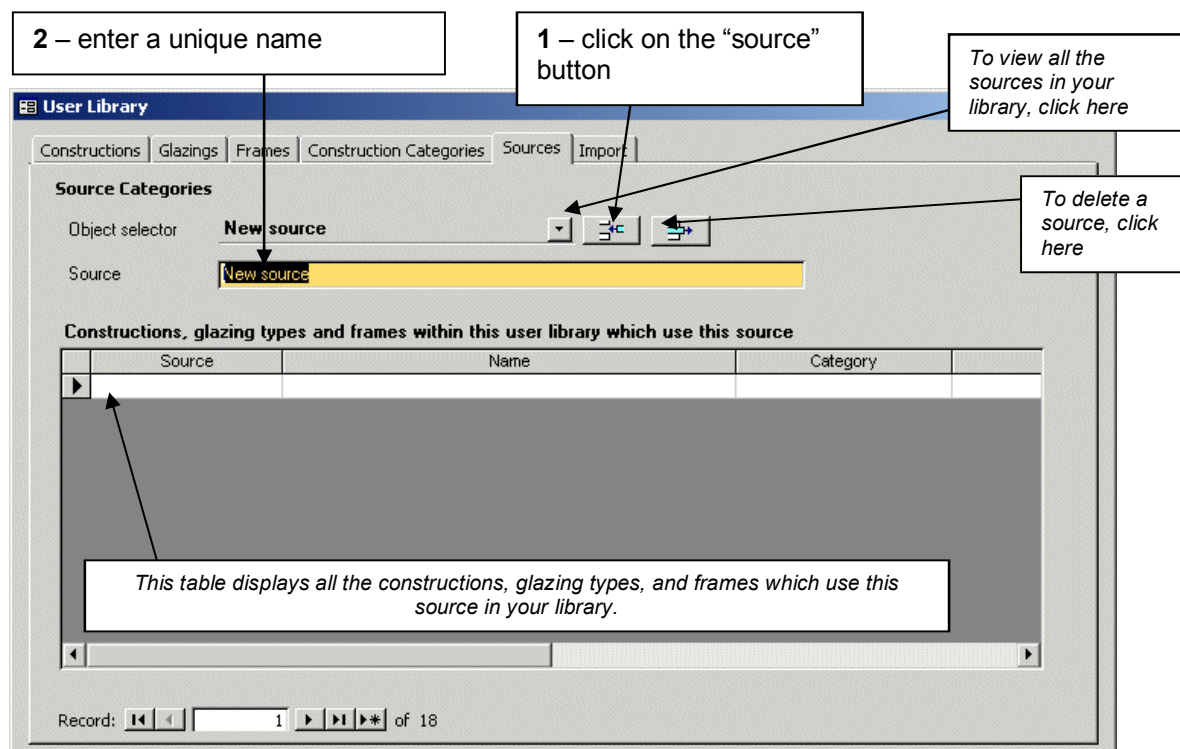 2 – enter a unique name
1 – click on the “source”
button
To view all the
sources in your
library, click here
User Library
Constructions Glazings Frames Construction Categories Sources Import
Source Categories
To delete a
source, click
here
Object selector New source
Source New source
Constructions, glazing types and frames within this user library which use this source
Source Name Category
This table displays all the constructions, glazing types, and frames which use this
source in your library.
Record: 1 of 18